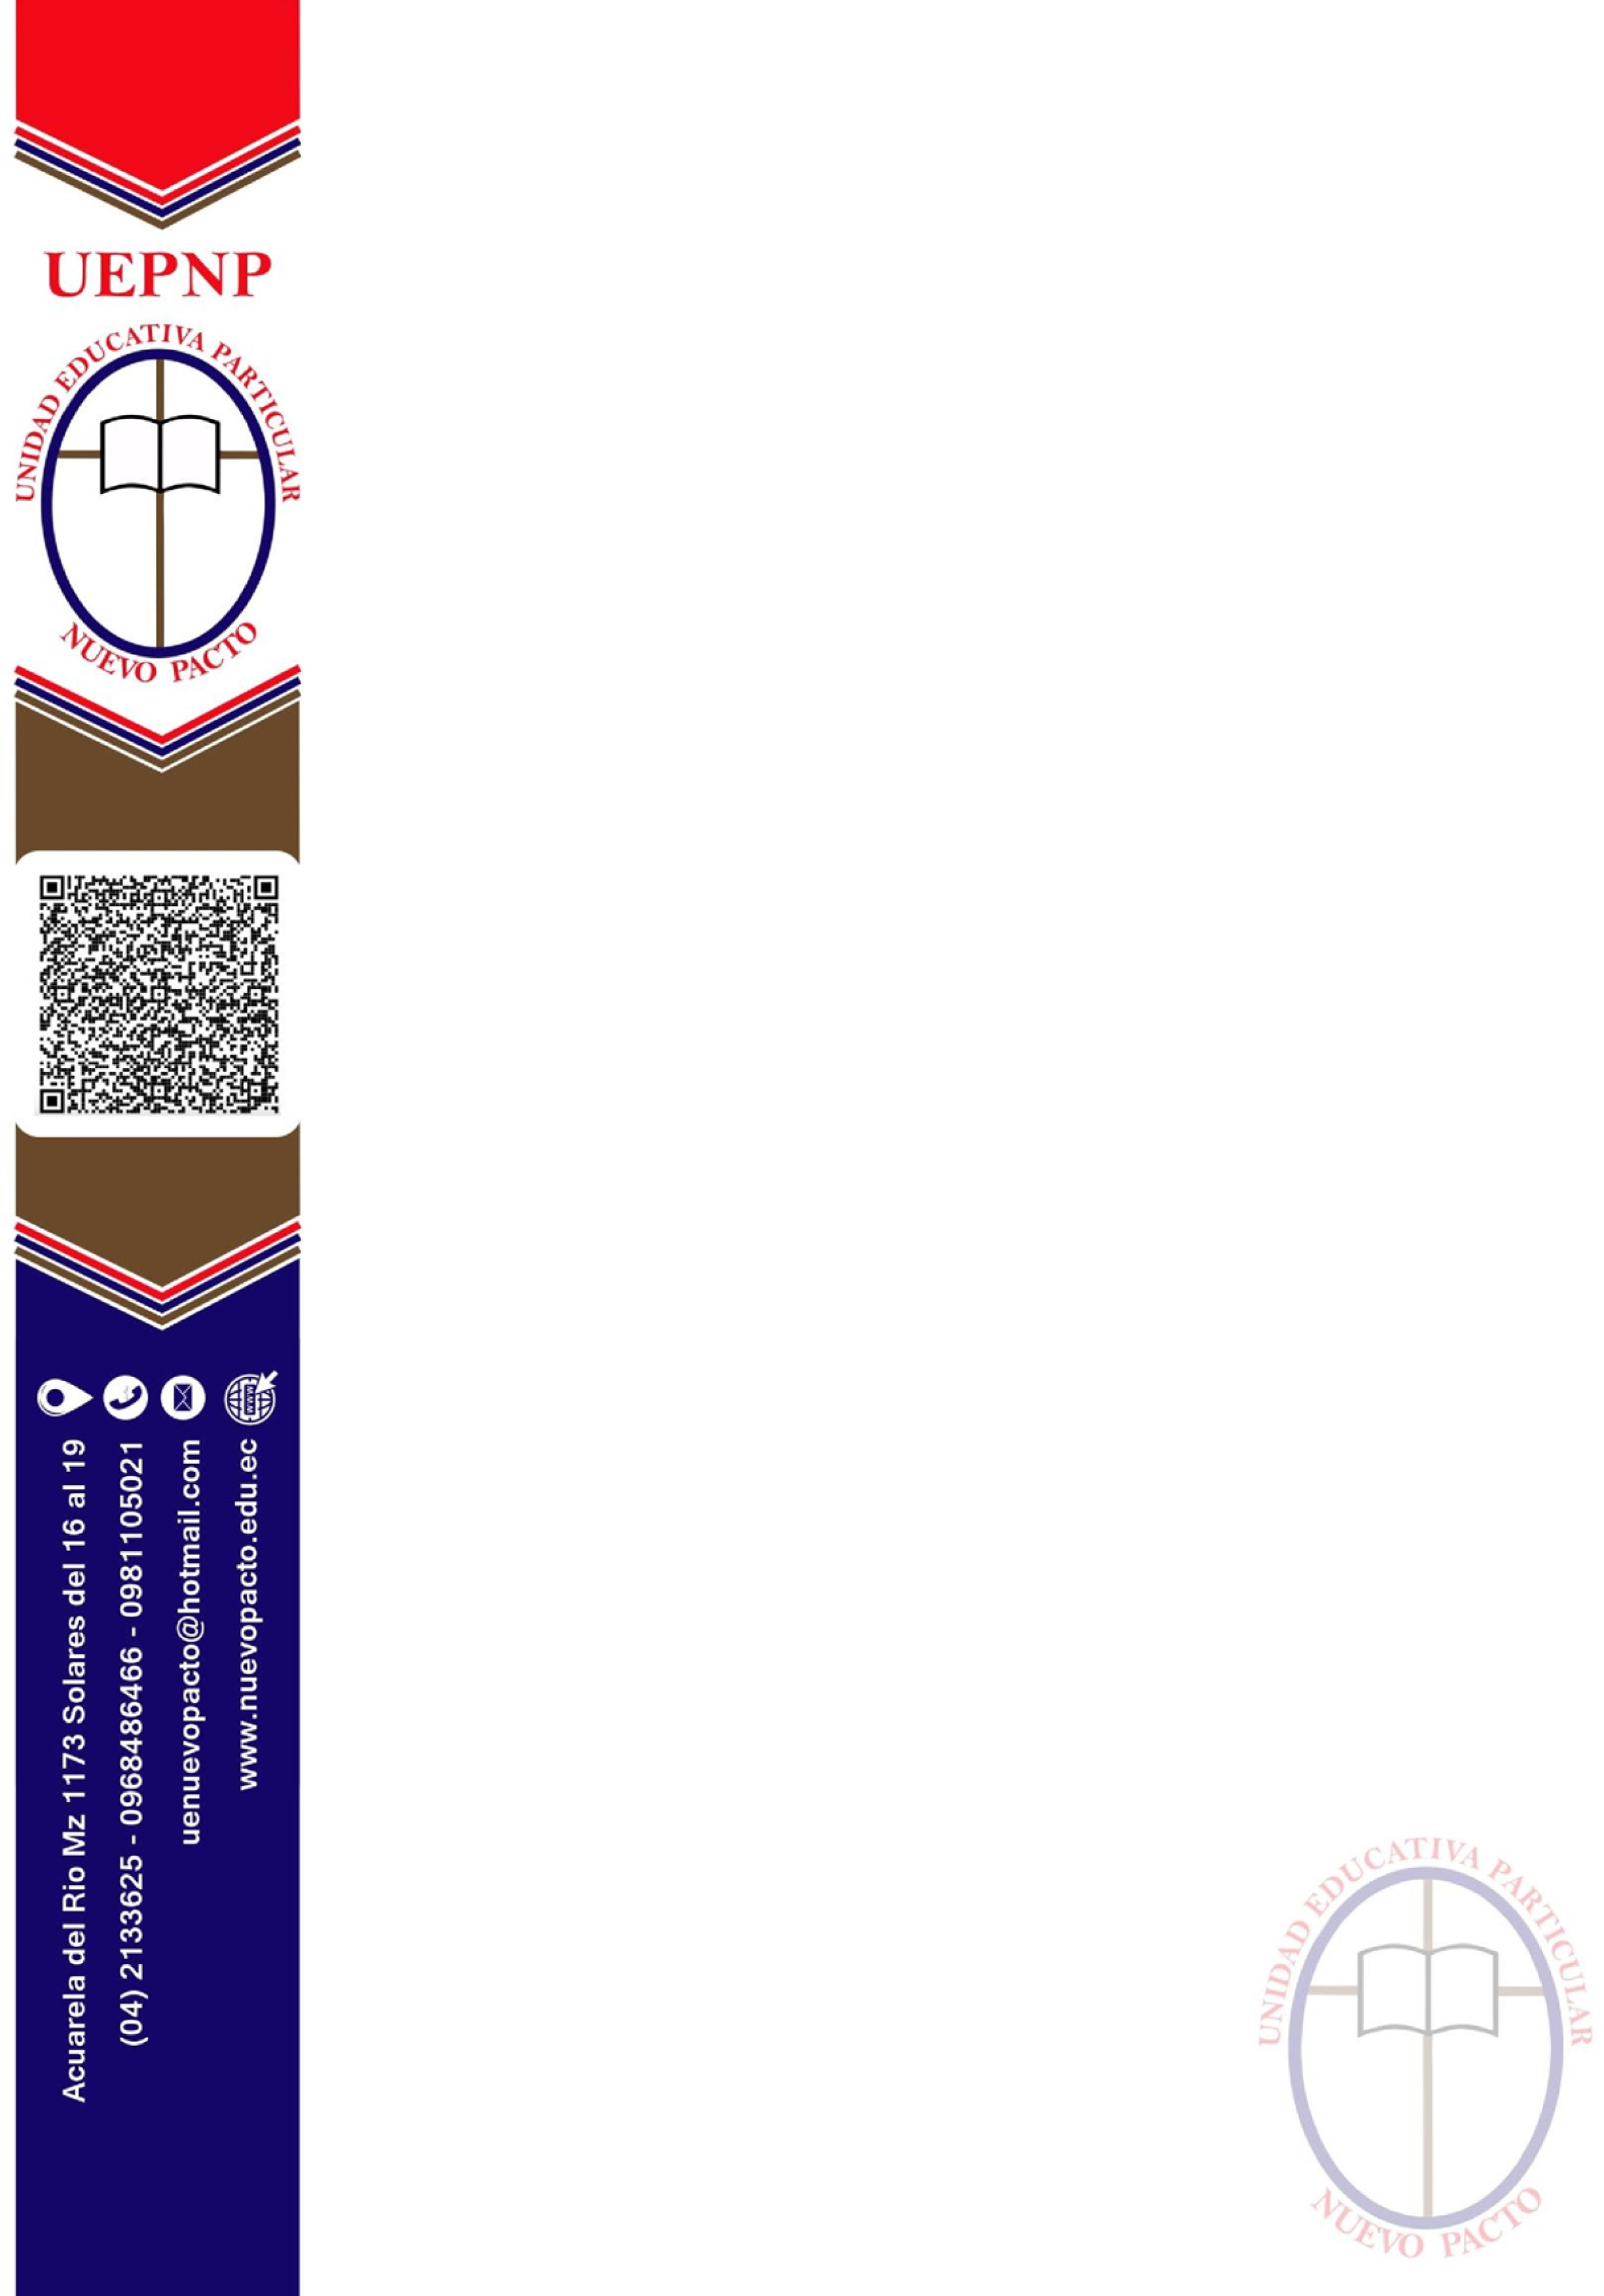 UEPNP
UNIDAD EDUCATIVA PARTICULAR
NUEVO PACTO
Acuarela del Rio Mz 1173 Solares del 16 al 19
(04) 2133625 - 0968486466 - 0981105021
uenuevopacto@hotmail.com
www.nuevopacto.edu.ec
WWW
UNIDAD EDUCATIVA PARTICULAR
NUEVO PACTO